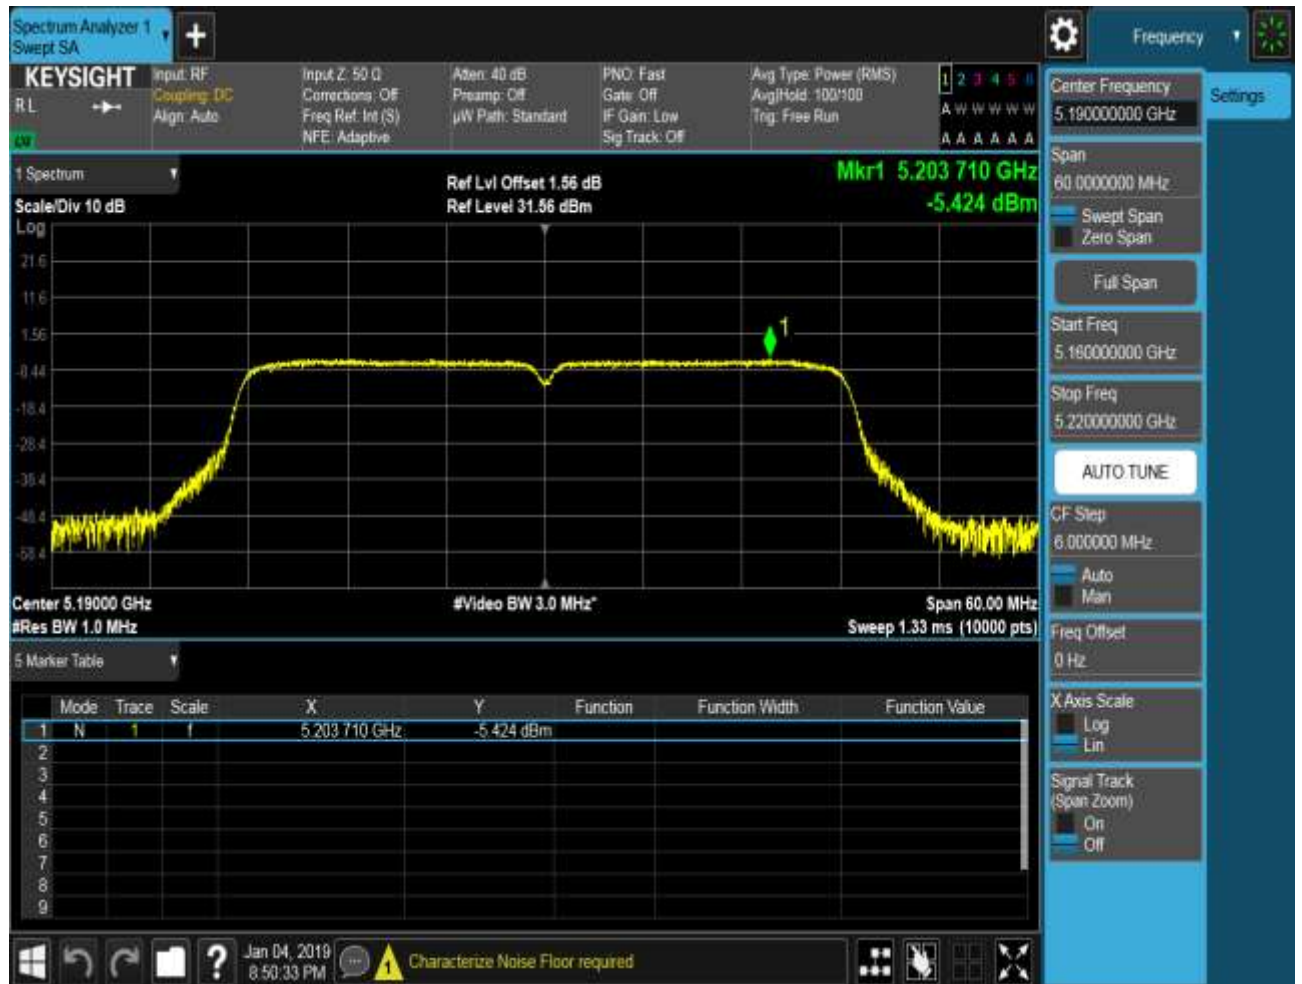 Spectrum Analyzer 1
Swept SA
Frequency
KEYSIGHT
R L
Input: RF
Coupling: DC
Align: Auto
Input Z: 50 Ω
Corrections: Off
Freq Ref: Int (S)
NFE: Adaptive
Atten: 40 dB
Preamp: Off
µW Path: Standard
PNO: Fast
Gate: Off
IF Gain: Low
Sig Track: Off
Avg Type: Power (RMS)
Avg|Hold: 100/100
Trig: Free Run
1 2 3 4 5 6
A W W W W W
A A A A A A
1 Spectrum
Scale/Div 10 dB
Log
Ref Lvl Offset 1.56 dB
Ref Level 31.56 dBm
Mkr1 5.203 710 GHz
-5.424 dBm
21.6
11.6
1.56
-8.44
-18.4
-28.4
-38.4
-48.4
-58.4
1
Center 5.19000 GHz
#Res BW 1.0 MHz
#Video BW 3.0 MHz*
Span 60.00 MHz
Sweep 1.33 ms (10000 pts)
5 Marker Table
Mode Trace Scale X Y Function Function Width Function Value
1 N 1 f 5.203 710 GHz -5.424 dBm
2
3
4
5
6
7
8
9
Jan 04, 2019
8:50:33 PM
? 
1
Characterize Noise Floor required
Center Frequency
5.190000000 GHz
Settings
Span
60.0000000 MHz
Swept Span
Zero Span
Full Span
Start Freq
5.160000000 GHz
Stop Freq
5.220000000 GHz
AUTO TUNE
CF Step
6.000000 MHz
Auto
Man
Freq Offset
0 Hz
X Axis Scale
Log
Lin
Signal Track
(Span Zoom)
On
Off